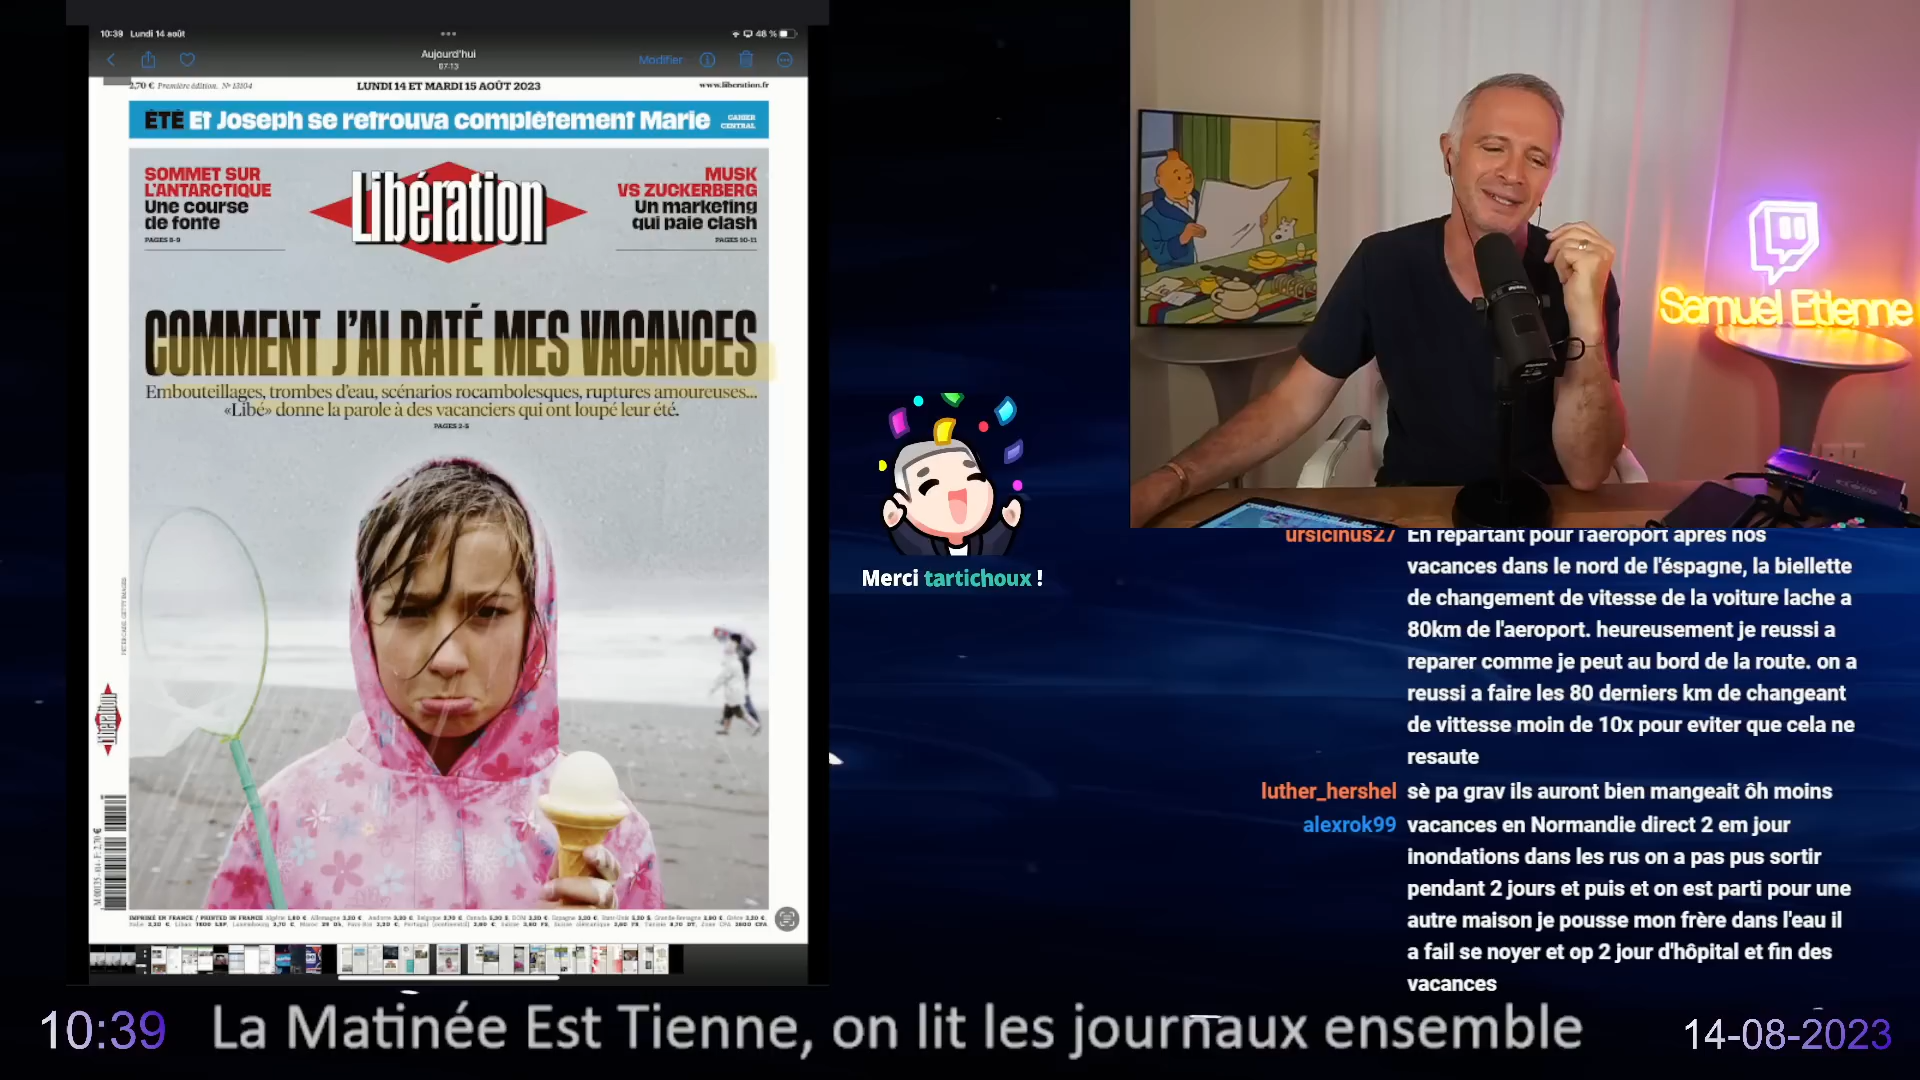 10:39 Lundi 14 août
48 %
Aujourd'hui
07:13
Modifier
2,70 € Première édition. Nº 13104
LUNDI 14 ET MARDI 15 AOÛT 2023
www.liberation.fr
ÉTÉ Et Joseph se retrouva complètement Marie
CAHIER
CENTRAL
SOMMET SUR
L'ANTARCTIQUE
Une course
de fonte
PAGES 8-9
Libération
MUSK
VS ZUCKERBERG
Un marketing
qui paie clash
PAGES 10-11
COMMENT J'AI RATÉ MES VACANCES
Embouteillages, trombes d'eau, scénarios rocambolesques, ruptures amoureuses...
«Libé» donne la parole à des vacanciers qui ont loupé leur été.
PAGES 2-5
Libération
IMPRIMÉ EN FRANCE / PRINTED IN FRANCE
Merci tartichoux !
Samuel Etienne
ursicinus27 En repartant pour l'aeroport apres nos
vacances dans le nord de l'éspagne, la biellette
de changement de vitesse de la voiture lache a
80km de l'aeroport. heureusement je reussi a
reparer comme je peut au bord de la route. on a
reussi a faire les 80 derniers km de changeant
de vittesse moin de 10x pour eviter que cela ne
resaute
luther_hershel sè pa grav ils auront bien mangeait ôh moins
alexrok99 vacances en Normandie direct 2 em jour
inondations dans les rus on a pas pus sortir
pendant 2 jours et puis et on est parti pour une
autre maison je pousse mon frère dans l'eau il
a fail se noyer et op 2 jour d'hôpital et fin des
vacances
10:39
La Matinée Est Tienne, on lit les journaux ensemble
14-08-2023